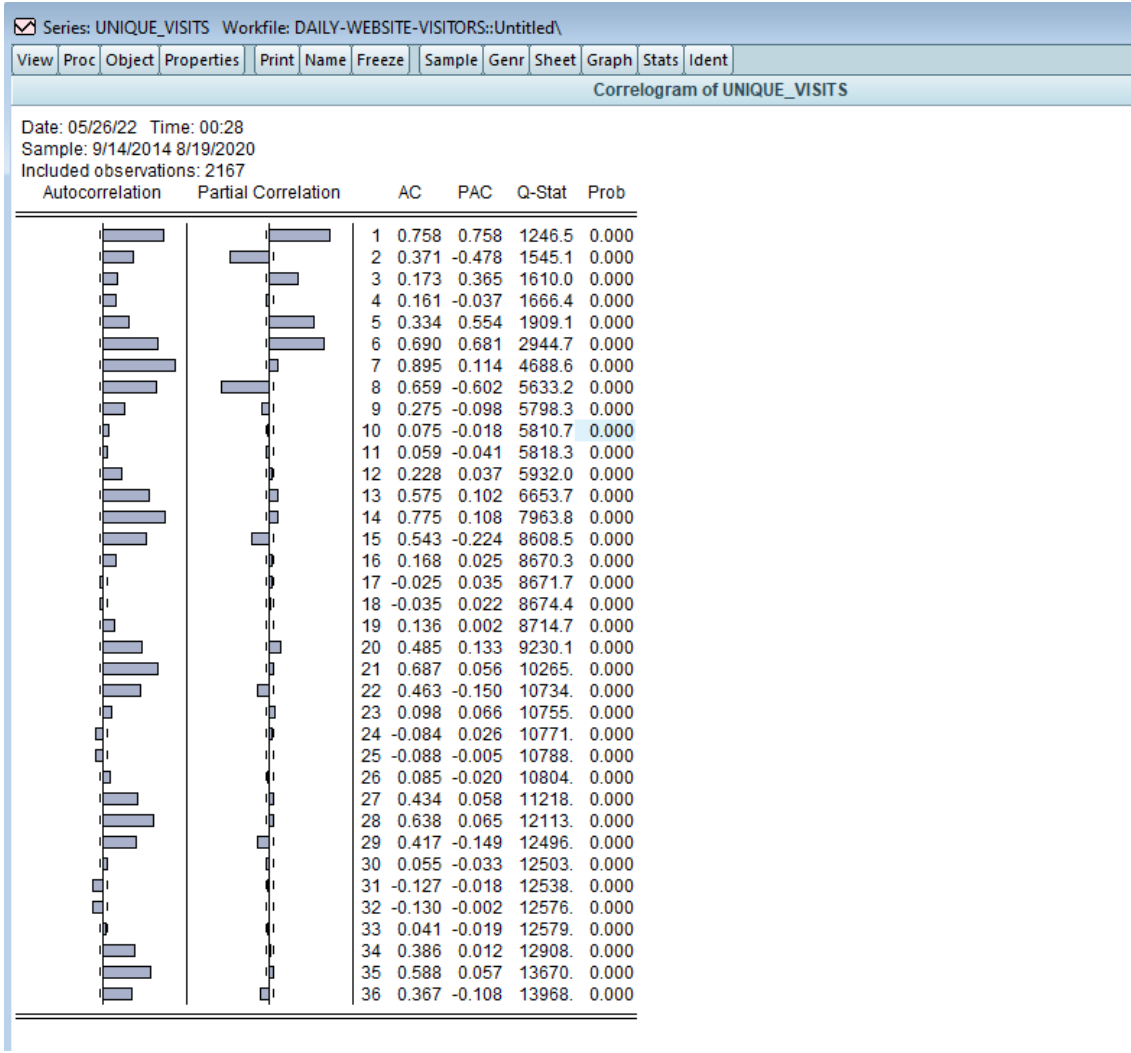 Series: UNIQUE_VISITS Workfile: DAILY-WEBSITE-VISITORS::Untitled\
View Proc Object Properties Print Name Freeze Sample Genr Sheet Graph Stats Ident
Correlogram of UNIQUE_VISITS
Date: 05/26/22 Time: 00:28
Sample: 9/14/2014 8/19/2020
Included observations: 2167
Autocorrelation Partial Correlation AC PAC Q-Stat Prob
1 0.758 0.758 1246.5 0.000
2 0.371 -0.478 1545.1 0.000
3 0.173 0.365 1610.0 0.000
4 0.161 -0.037 1666.4 0.000
5 0.334 0.554 1909.1 0.000
6 0.690 0.681 2944.7 0.000
7 0.895 0.114 4688.6 0.000
8 0.659 -0.602 5633.2 0.000
9 0.275 -0.098 5798.3 0.000
10 0.075 -0.018 5810.7 0.000
11 0.059 -0.041 5818.3 0.000
12 0.228 0.037 5932.0 0.000
13 0.575 0.102 6653.7 0.000
14 0.775 0.108 7963.8 0.000
15 0.543 -0.224 8608.5 0.000
16 0.168 0.025 8670.3 0.000
17 -0.025 0.035 8671.7 0.000
18 -0.035 0.022 8674.4 0.000
19 0.136 0.002 8714.7 0.000
20 0.485 0.133 9230.1 0.000
21 0.687 0.056 10265. 0.000
22 0.463 -0.150 10734. 0.000
23 0.098 0.066 10755. 0.000
24 -0.084 0.026 10771. 0.000
25 -0.088 -0.005 10788. 0.000
26 0.085 -0.020 10804. 0.000
27 0.434 0.058 11218. 0.000
28 0.638 0.065 12113. 0.000
29 0.417 -0.149 12496. 0.000
30 0.055 -0.033 12503. 0.000
31 -0.127 -0.018 12538. 0.000
32 -0.130 -0.002 12576. 0.000
33 0.041 -0.019 12579. 0.000
34 0.386 0.012 12908. 0.000
35 0.588 0.057 13670. 0.000
36 0.367 -0.108 13968. 0.000